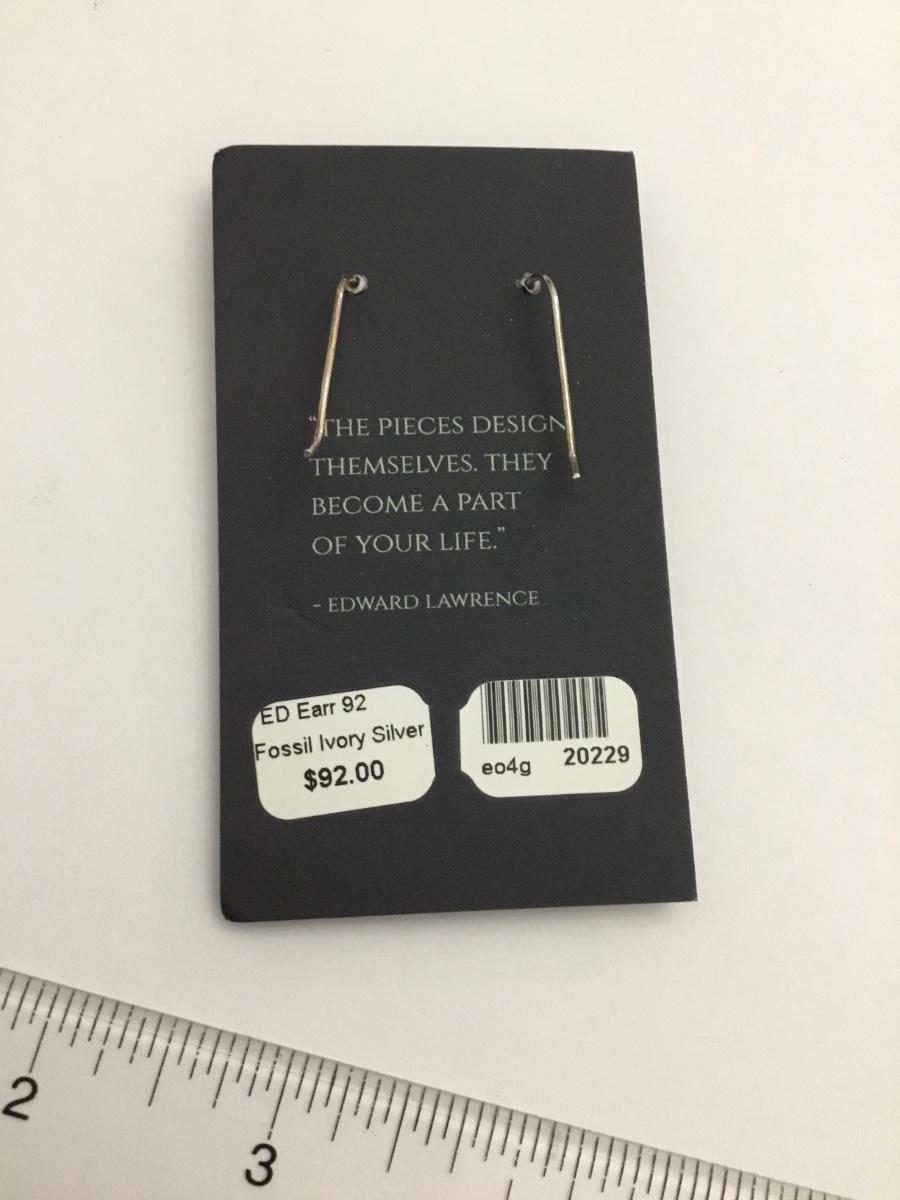 “THE PIECES DESIGN
THEMSELVES. THEY
BECOME A PART
OF YOUR LIFE.”
- EDWARD LAWRENCE
ED Earr 92
Fossil Ivory Silver
$92.00
eo4g 20229
2
3